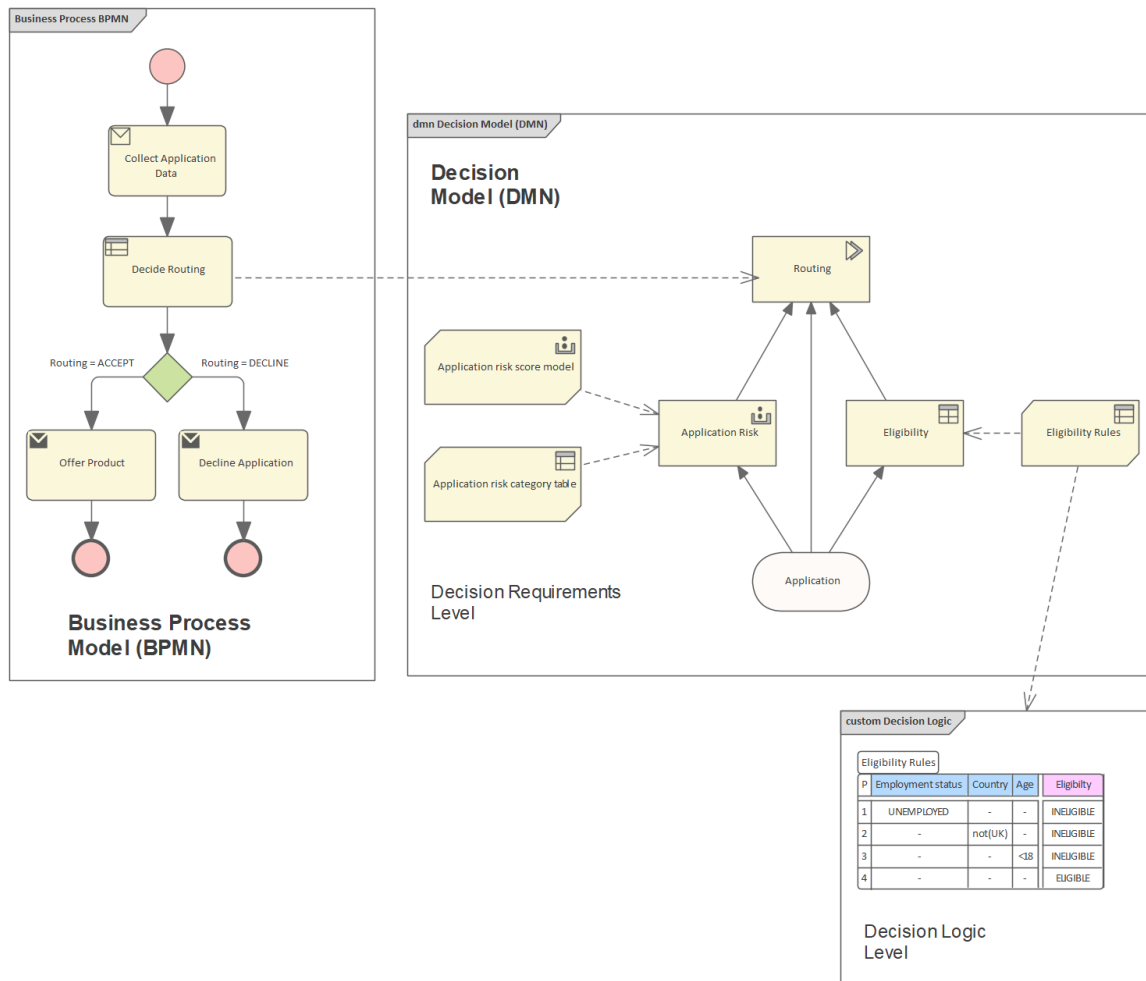 Business Process BPMN
Collect Application
Data
Decide Routing
Routing = ACCEPT
Routing = DECLINE
Offer Product
Decline Application
Business Process
Model (BPMN)
dmn Decision Model (DMN)
Decision
Model (DMN)
Routing
Application risk score model
Application Risk
Eligibility
Eligibility Rules
Application risk category table
Application
Decision Requirements
Level
custom Decision Logic
Eligibility Rules
P Employment status Country Age Eligibilty
1 UNEMPLOYED - - INELIGIBLE
2 - not(UK) - INELIGIBLE
3 - - <18 INELIGIBLE
4 - - - ELIGIBLE
Decision Logic
Level